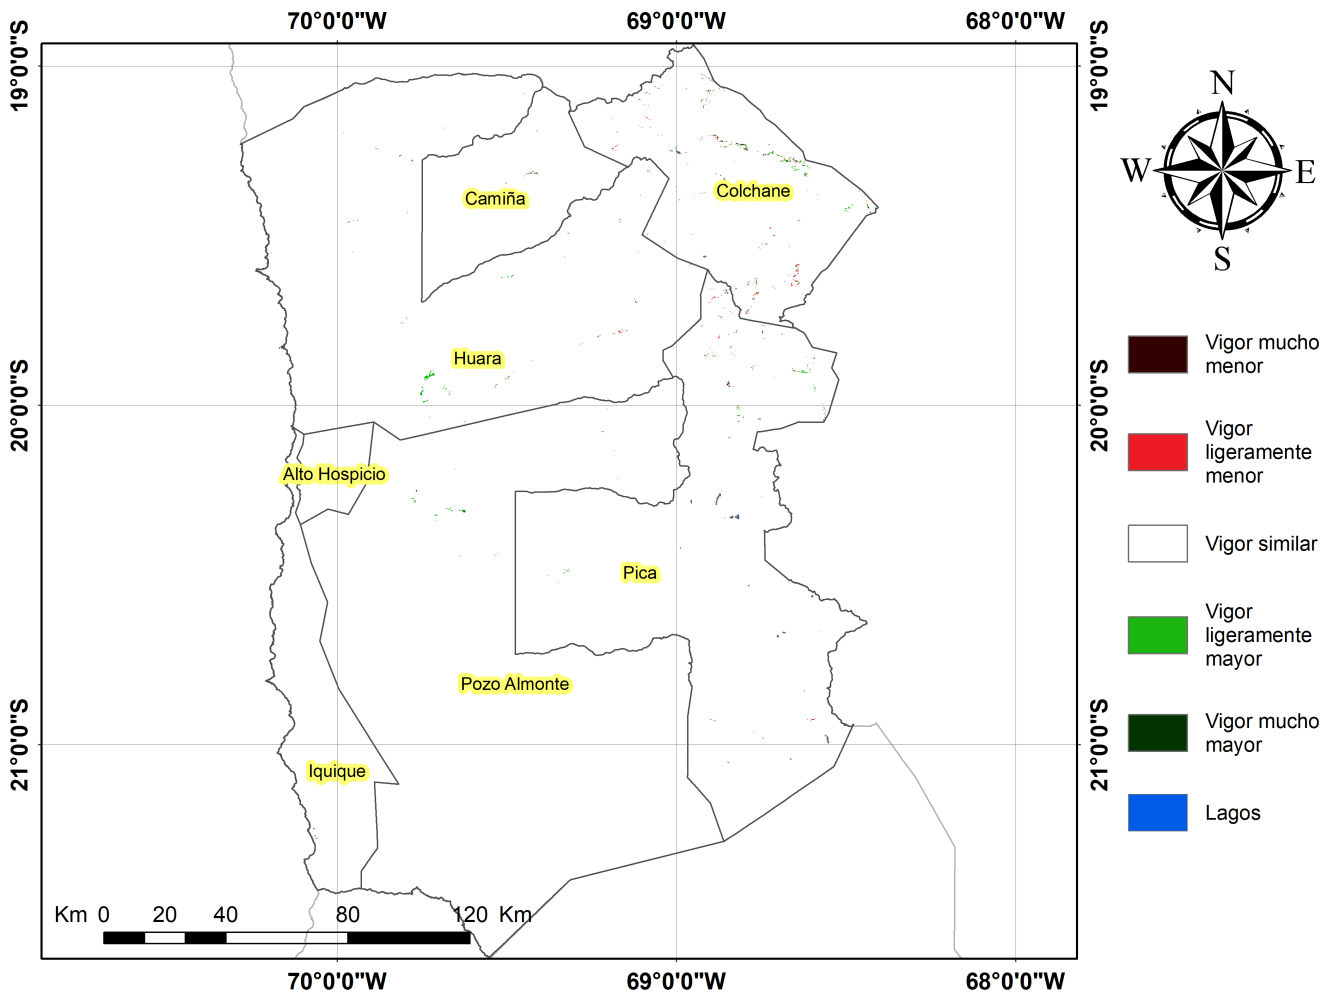 70°0'0"W 69°0'0"W 68°0'0"W
19°0'0"S 19°0'0"S
N
W E
S
Camiña
Colchane
Huara
20°0'0"S 20°0'0"S
Alto Hospicio
Pica
Pozo Almonte
21°0'0"S 21°0'0"S
Iquique
Km 0 20 40 80 120 Km
70°0'0"W 69°0'0"W 68°0'0"W
Vigor mucho
menor
Vigor
ligeramente
menor
Vigor similar
Vigor
ligeramente
mayor
Vigor mucho
mayor
Lagos